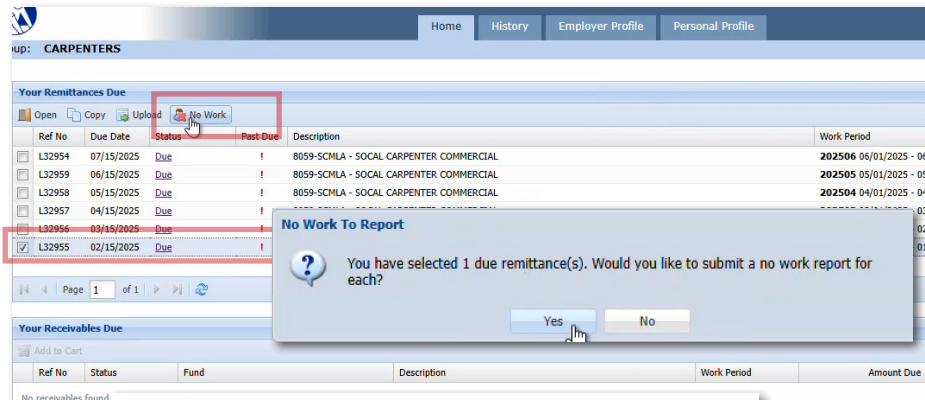 Home History Employer Profile Personal Profile
up: CARPENTERS
Your Remittances Due
Open Copy Upload No Work
Ref No Due Date Status Past Due Description Work Period
L32954 07/15/2025 Due ! 8059-SCMLA - SOCAL CARPENTER COMMERCIAL 202506 06/01/2025 - 06
L32959 06/15/2025 Due ! 8059-SCMLA - SOCAL CARPENTER COMMERCIAL 202505 05/01/2025 - 05
L32958 05/15/2025 Due ! 8059-SCMLA - SOCAL CARPENTER COMMERCIAL 202504 04/01/2025 - 04
L32957 04/15/2025 Due ! 03
L32956 03/15/2025 Due ! 02
L32955 02/15/2025 Due ! 01
No Work To Report
You have selected 1 due remittance(s). Would you like to submit a no work report for
each?
Yes No
Page 1 of 1
Your Receivables Due
Add to Cart
Ref No Status Fund Description Work Period Amount Due
No receivables found